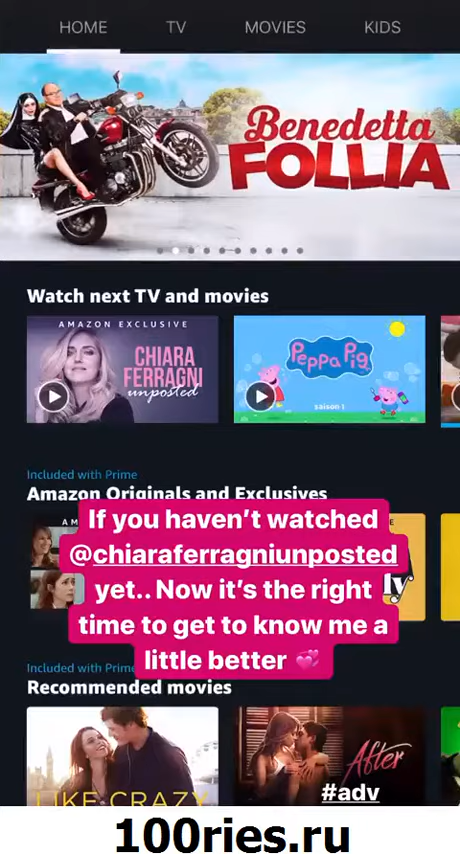 HOME TV MOVIES KIDS
Benedetta
FOLLIA
Watch next TV and movies
AMAZON EXCLUSIVE
CHIARA
FERRAGNI
unposted
Peppa Pig
saison 1
Included with Prime
Amazon Originals and Exclusives
If you haven't watched
@chiaraferragniunposted
yet.. Now it's the right
time to get to know me a
little better 💞
Included with Prime
Recommended movies
LIKE CRAZY
After
#adv
100ries.ru